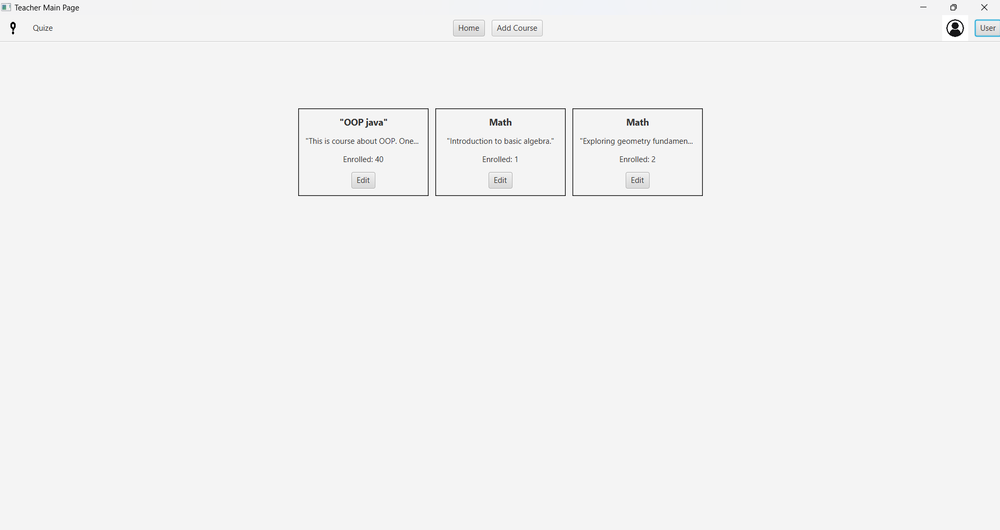 Teacher Main Page
Quize
Home
Add Course
User
"OOP java"
"This is course about OOP. One...
Enrolled: 40
Edit
Math
"Introduction to basic algebra."
Enrolled: 1
Edit
Math
"Exploring geometry fundamen...
Enrolled: 2
Edit